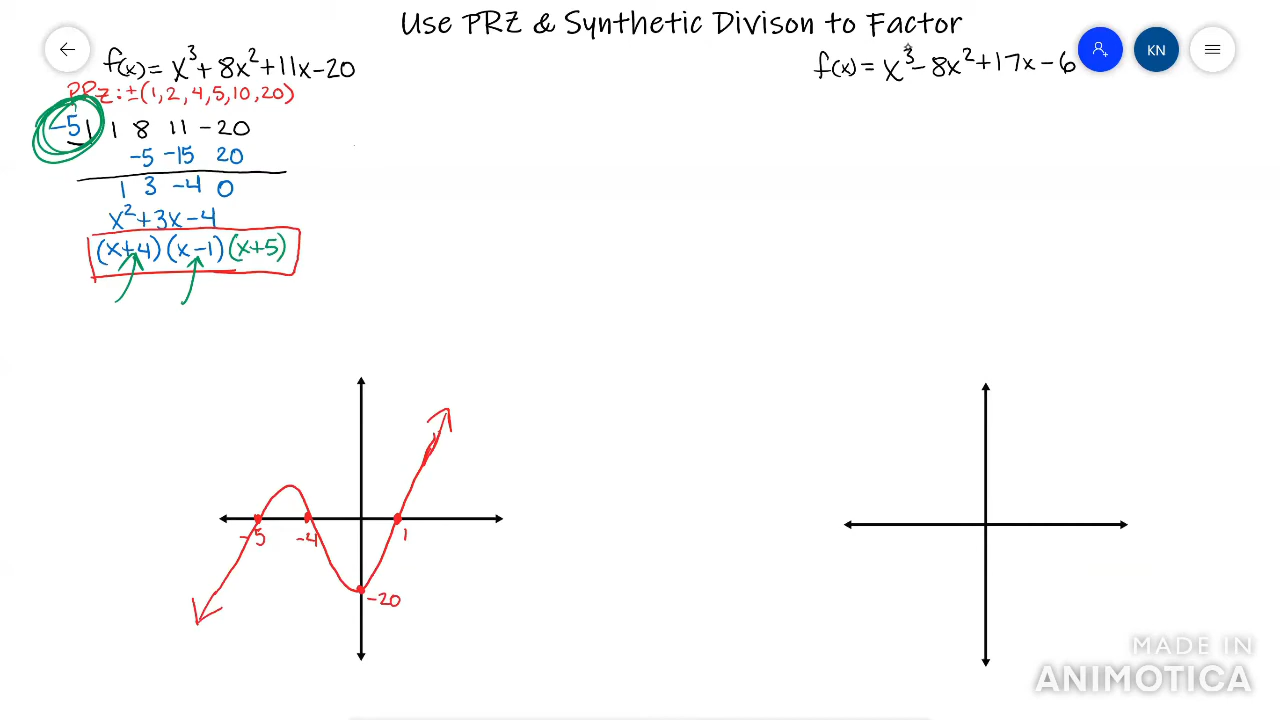 Use PRZ & Synthetic Divison to Factor
KN
f(x) = x³ + 8x² + 11x - 20
PRZ: ±(1, 2, 4, 5, 10, 20)
-5 1 8 11 -20
-5 -15 20
1 3 -4 0
x² + 3x - 4
(x+4)(x-1)(x+5)
-5 -4 1
-20
f(x) = x³ - 8x² + 17x - 6
MADE IN
ANIMOTICA